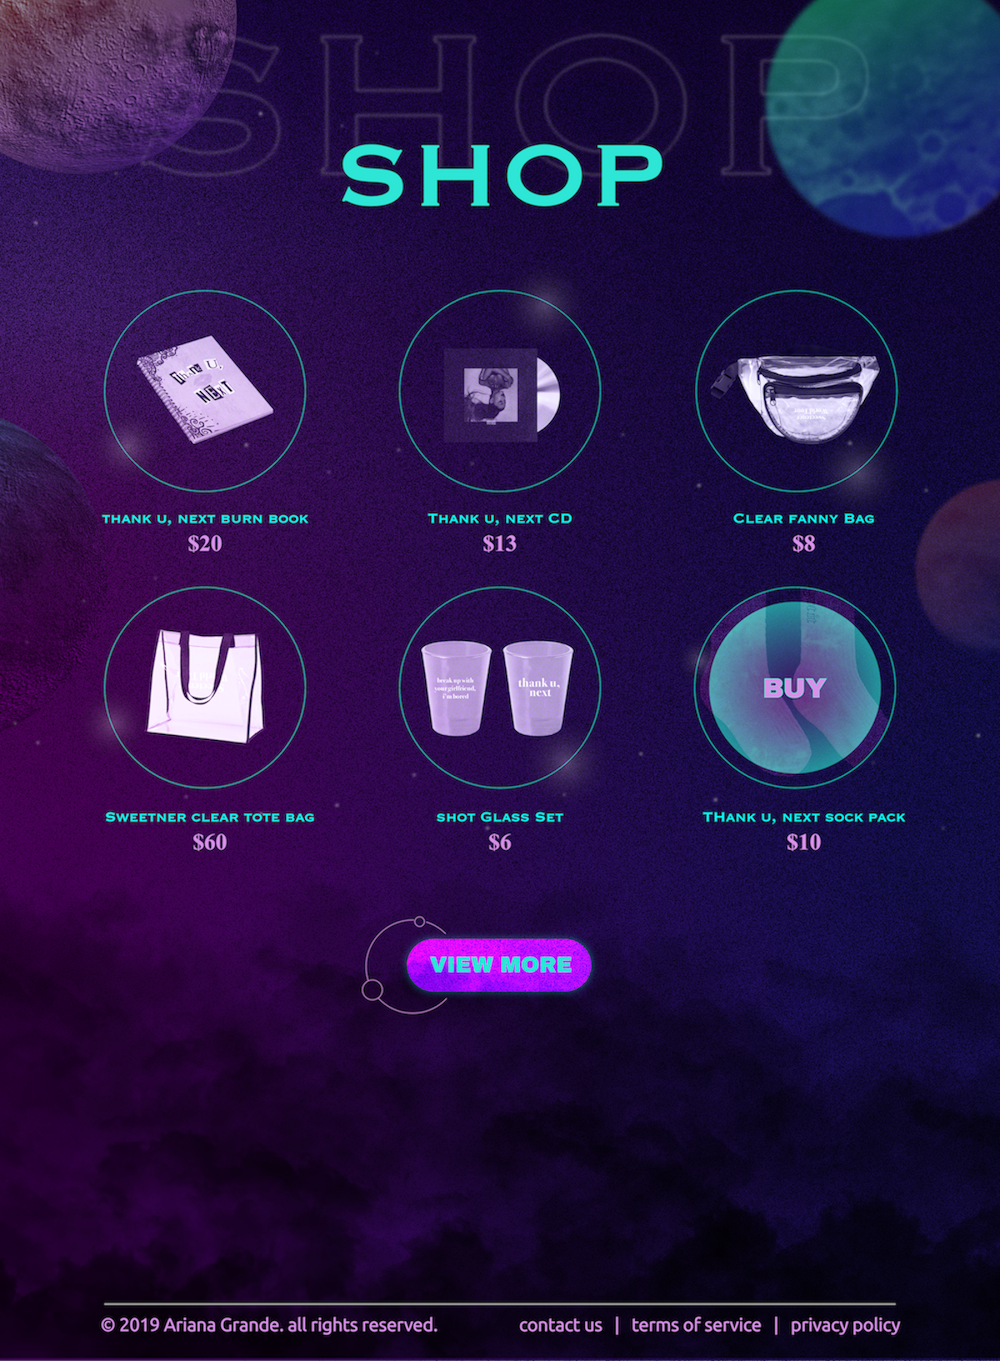 SHOP
SHOP
Thank U,
NEXT
THANK U, NEXT BURN BOOK
THANK U, NEXT CD
CLEAR FANNY BAG
$20
$13
$8
break up with
your girlfriend,
i'm bored
thank u,
next
BUY
SWEETNER CLEAR TOTE BAG
SHOT GLASS SET
THANK U, NEXT SOCK PACK
$60
$6
$10
VIEW MORE
© 2019 Ariana Grande. all rights reserved.
contact us | terms of service | privacy policy